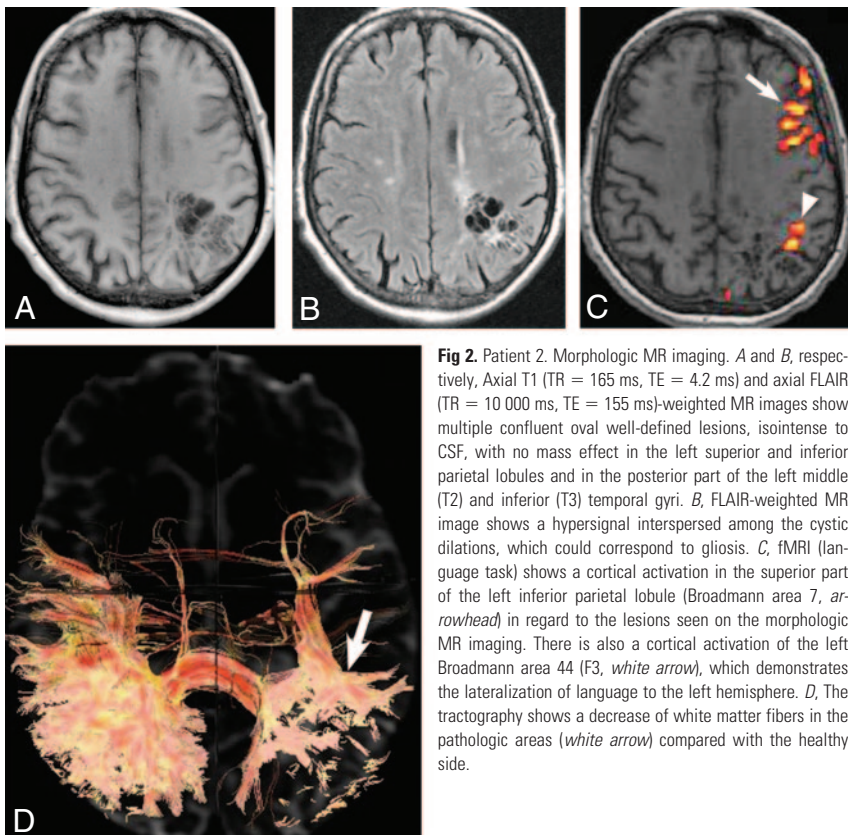 A
B
C
D
Fig 2. Patient 2. Morphologic MR imaging. A and B, respec-
tively, Axial T1 (TR = 165 ms, TE = 4.2 ms) and axial FLAIR
(TR = 10 000 ms, TE = 155 ms)-weighted MR images show
multiple confluent oval well-defined lesions, isointense to
CSF, with no mass effect in the left superior and inferior
parietal lobules and in the posterior part of the left middle
(T2) and inferior (T3) temporal gyri. B, FLAIR-weighted MR
image shows a hypersignal interspersed among the cystic
dilations, which could correspond to gliosis. C, fMRI (lan-
guage task) shows a cortical activation in the superior part
of the left inferior parietal lobule (Broadmann area 7, ar-
rowhead) in regard to the lesions seen on the morphologic
MR imaging. There is also a cortical activation of the left
Broadmann area 44 (F3, white arrow), which demonstrates
the lateralization of language to the left hemisphere. D, The
tractography shows a decrease of white matter fibers in the
pathologic areas (white arrow) compared with the healthy
side.